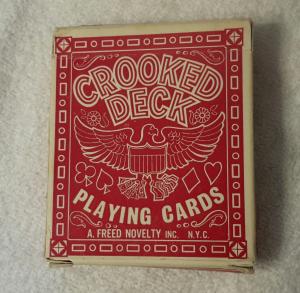 CROOKED
DECK
PLAYING CARDS
A. FREED NOVELTY INC. N.Y.C.